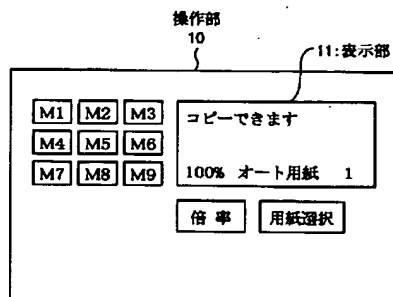 操作部
10
11:表示部
M1 M2 M3
コピーできます
M4 M5 M6
100% オート用紙 1
M7 M8 M9
倍率 用紙選択